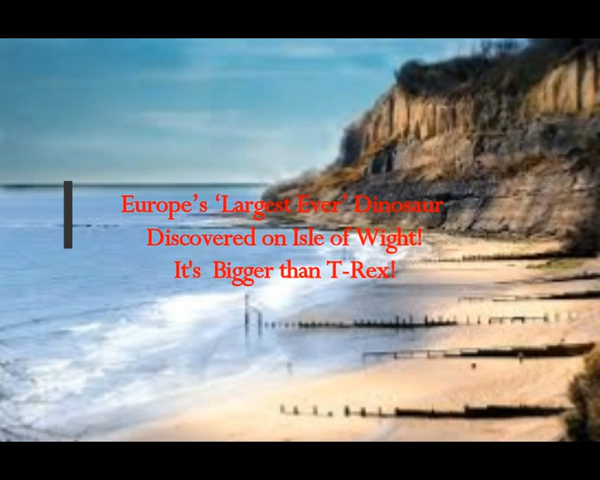 Europe's ‘Largest Ever’ Dinosaur
Discovered on Isle of Wight!
It's  Bigger than T-Rex!